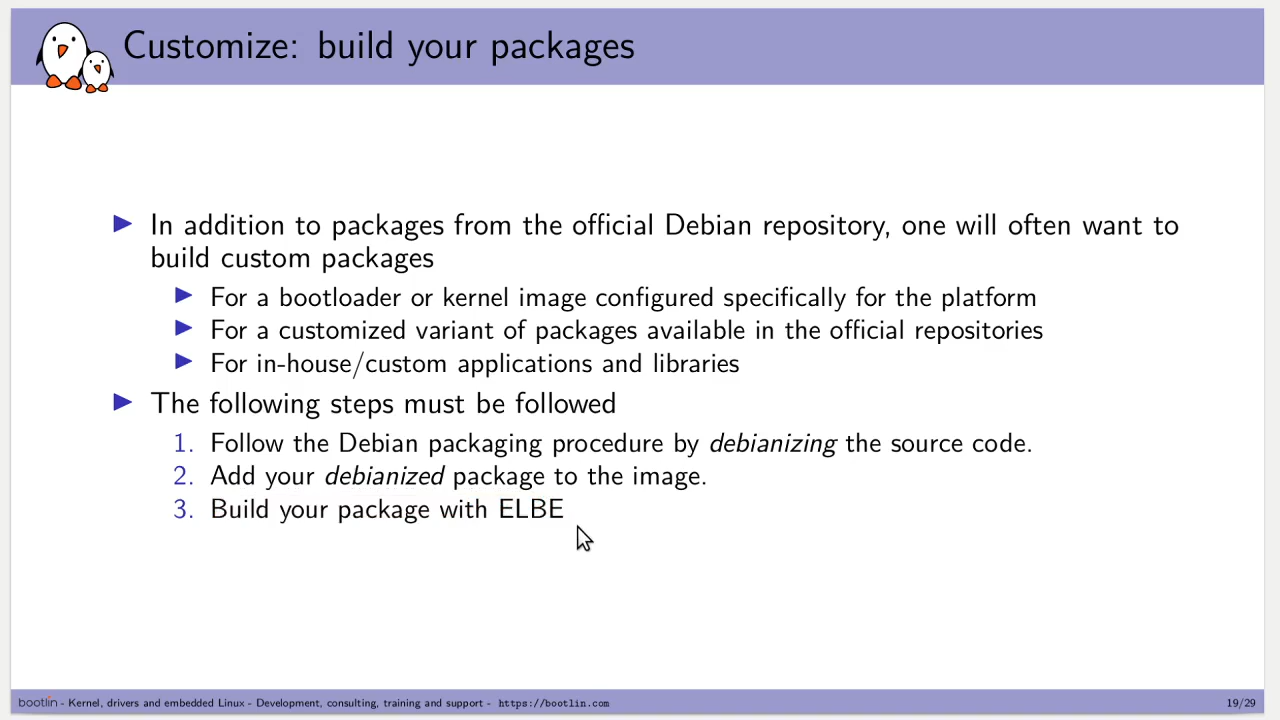 Customize: build your packages
In addition to packages from the official Debian repository, one will often want to
build custom packages
For a bootloader or kernel image configured specifically for the platform
For a customized variant of packages available in the official repositories
For in-house/custom applications and libraries
The following steps must be followed
1. Follow the Debian packaging procedure by debianizing the source code.
2. Add your debianized package to the image.
3. Build your package with ELBE
bootlin - Kernel, drivers and embedded Linux - Development, consulting, training and support - https://bootlin.com 19/29